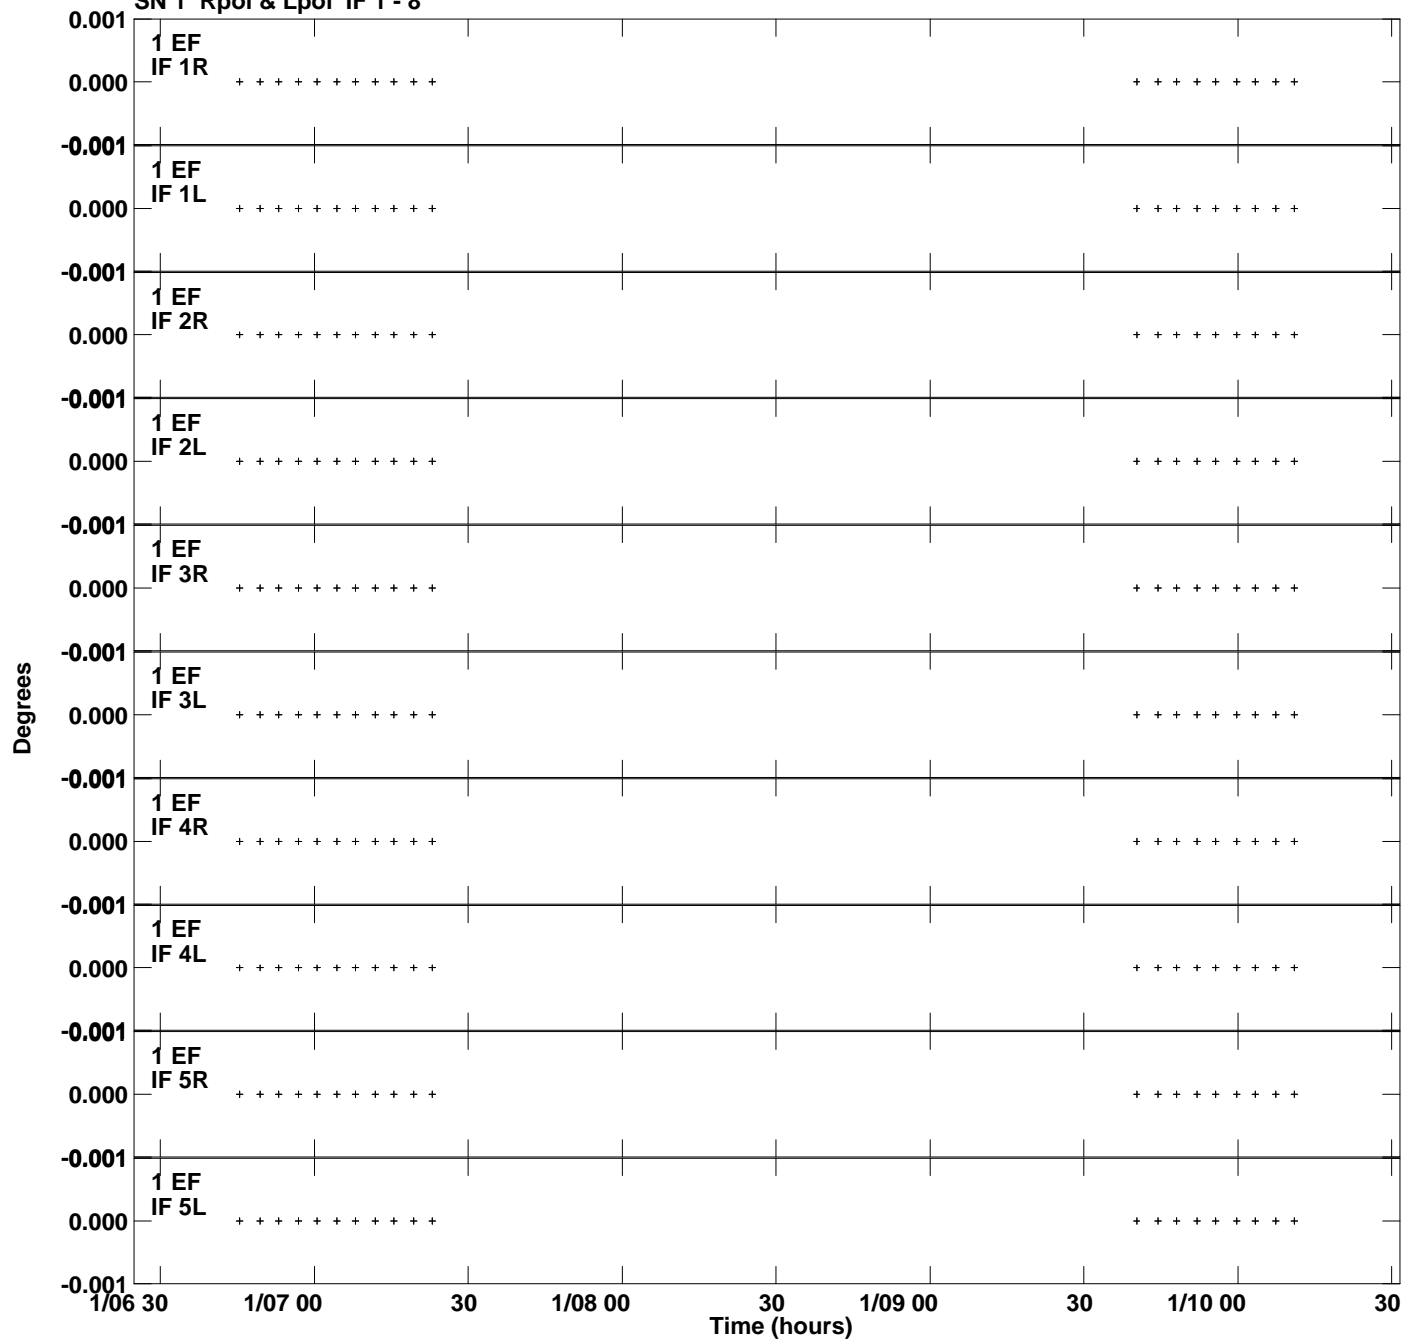 SN 1 Rpol & Lpol IF 1 - 8
0.001
1 EF
IF 1R
0.000
-0.001
1 EF
IF 1L
0.000
-0.001
1 EF
IF 2R
0.000
-0.001
1 EF
IF 2L
0.000
-0.001
1 EF
IF 3R
0.000
-0.001
1 EF
IF 3L
0.000
-0.001
1 EF
IF 4R
0.000
-0.001
1 EF
IF 4L
0.000
-0.001
1 EF
IF 5R
0.000
-0.001
1 EF
IF 5L
0.000
-0.001
Degrees
1/06 30 1/07 00 30 1/08 00 30 1/09 00 30 1/10 00 30
Time (hours)